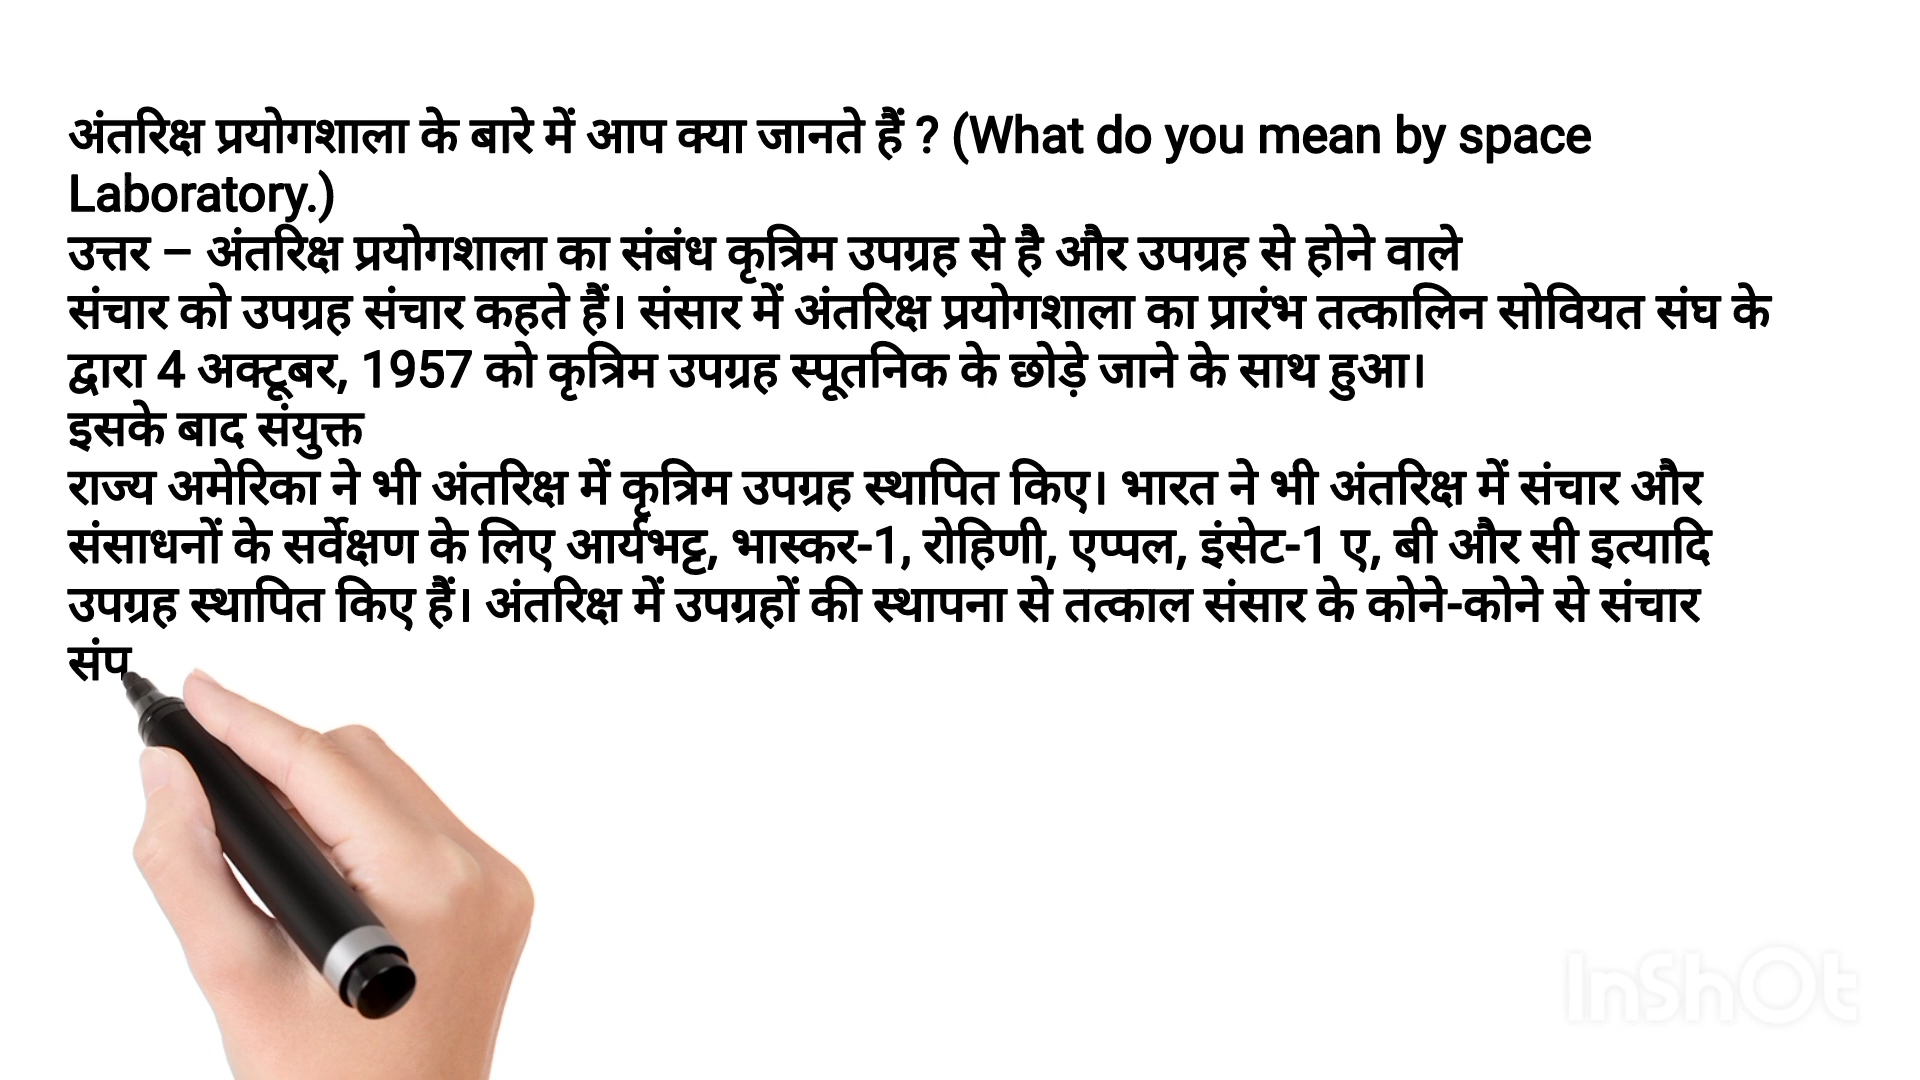 अंतरिक्ष प्रयोगशाला के बारे में आप क्या जानते हैं ? (What do you mean by space
Laboratory.)
उत्तर – अंतरिक्ष प्रयोगशाला का संबंध कृत्रिम उपग्रह से है और उपग्रह से होने वाले
संचार को उपग्रह संचार कहते हैं। संसार में अंतरिक्ष प्रयोगशाला का प्रारंभ तत्कालिन सोवियत संघ के
द्वारा 4 अक्टूबर, 1957 को कृत्रिम उपग्रह स्पूतनिक के छोड़े जाने के साथ हुआ।
इसके बाद संयुक्त
राज्य अमेरिका ने भी अंतरिक्ष में कृत्रिम उपग्रह स्थापित किए। भारत ने भी अंतरिक्ष में संचार और
संसाधनों के सर्वेक्षण के लिए आर्यभट्ट, भास्कर-1, रोहिणी, एप्पल, इंसेट-1 ए, बी और सी इत्यादि
उपग्रह स्थापित किए हैं। अंतरिक्ष में उपग्रहों की स्थापना से तत्काल संसार के कोने-कोने से संचार
संप
InShOt